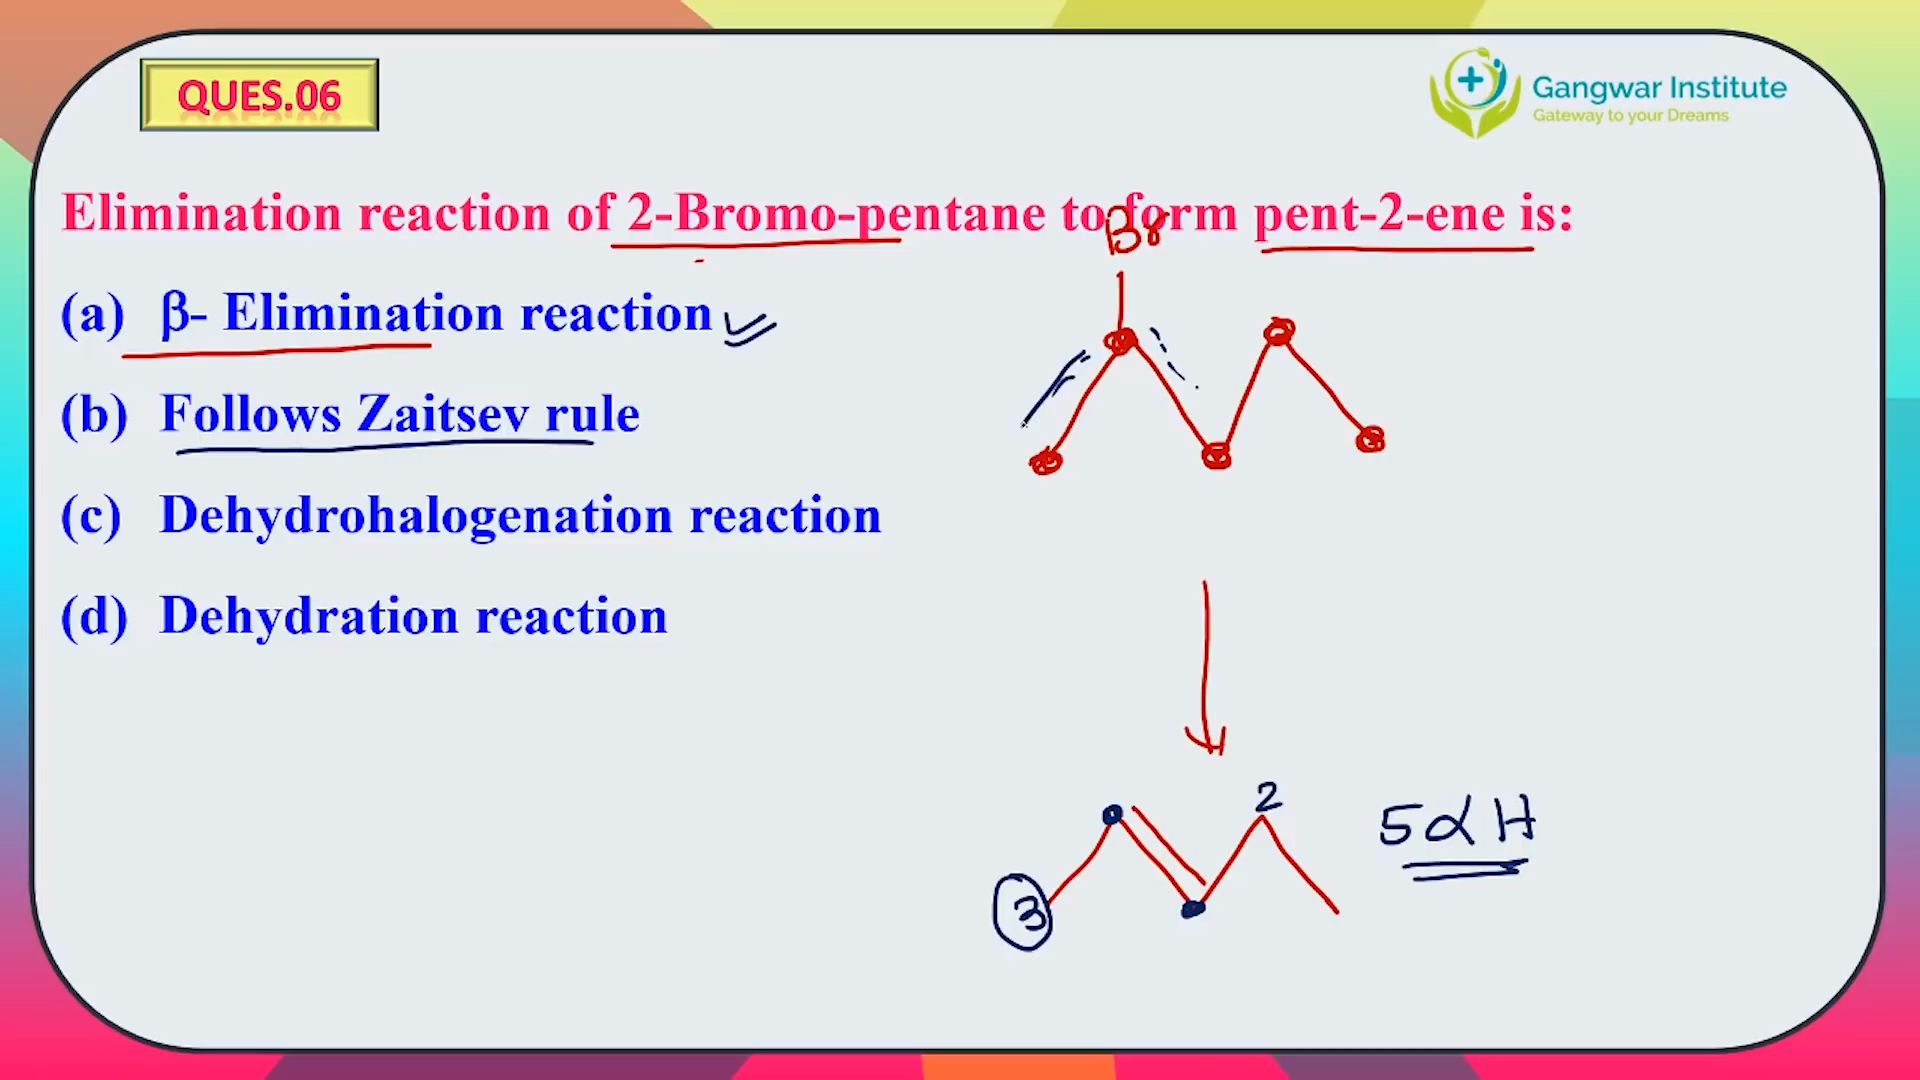 QUES.06
Gangwar Institute
Gateway to your Dreams
Elimination reaction of 2-Bromo-pentane to form pent-2-ene is:
Br
(a) β- Elimination reaction
(b) Follows Zaitsev rule
(c) Dehydrohalogenation reaction
(d) Dehydration reaction
2
5 α H
3